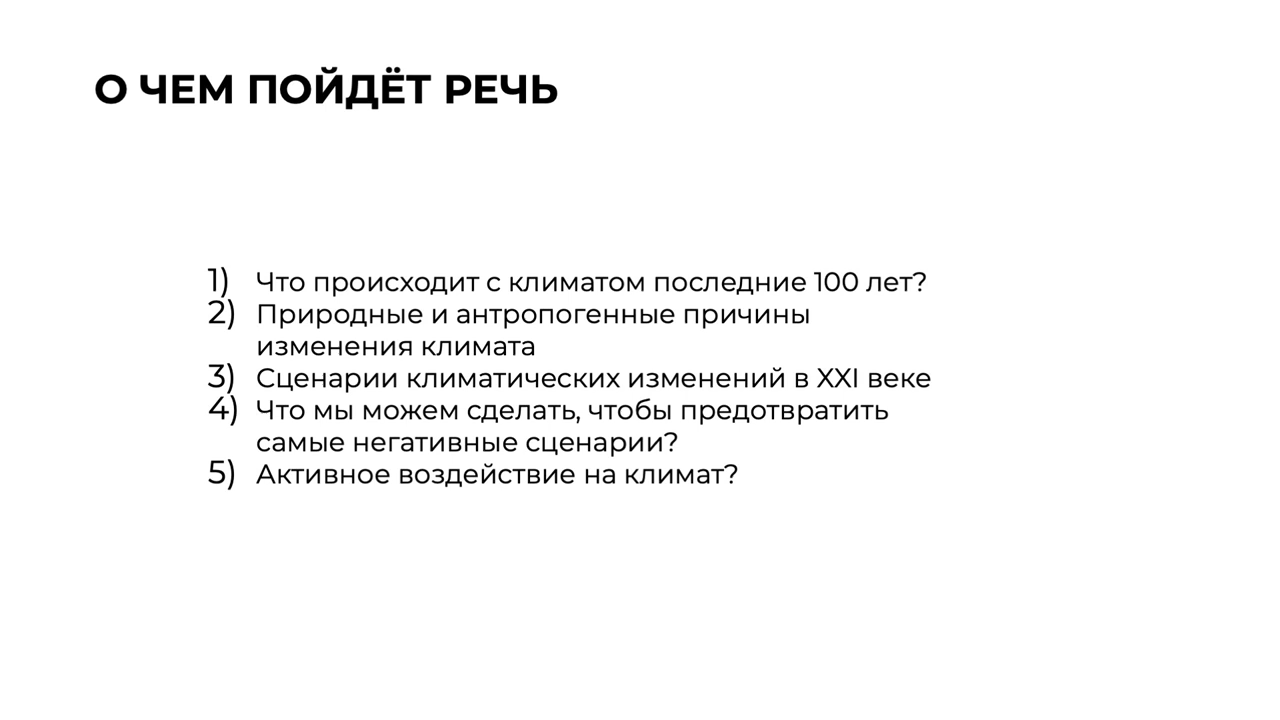 О ЧЕМ ПОЙДЁТ РЕЧЬ
1) Что происходит с климатом последние 100 лет?
2) Природные и антропогенные причины
изменения климата
3) Сценарии климатических изменений в XXI веке
4) Что мы можем сделать, чтобы предотвратить
самые негативные сценарии?
5) Активное воздействие на климат?